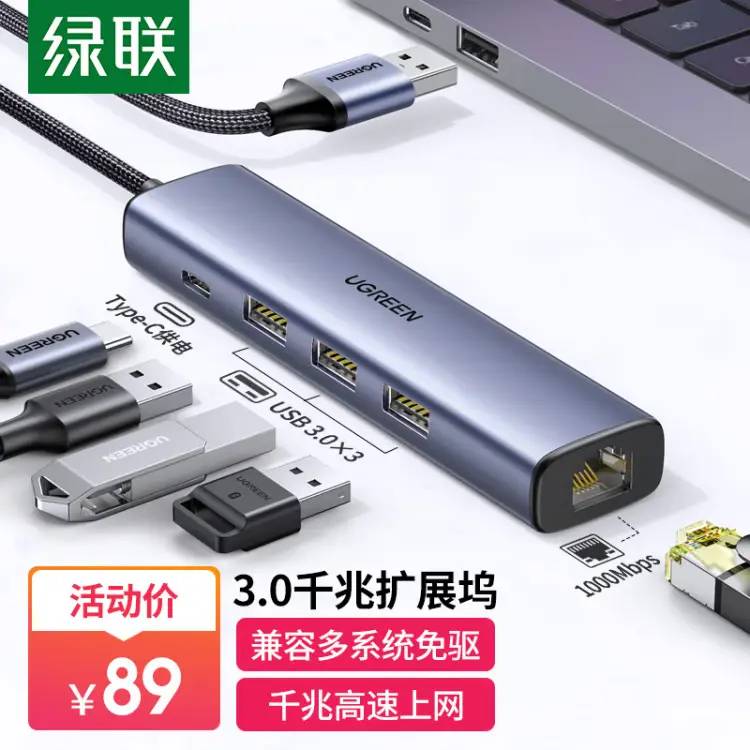 绿联
UGREEN
UGREEN
Type-C供电
USB3.0×3
UGREEN
UGREEN
UGREEN
UGREEN
1000Mbps
活动价
¥89
3.0千兆扩展坞
兼容多系统免驱
千兆高速上网